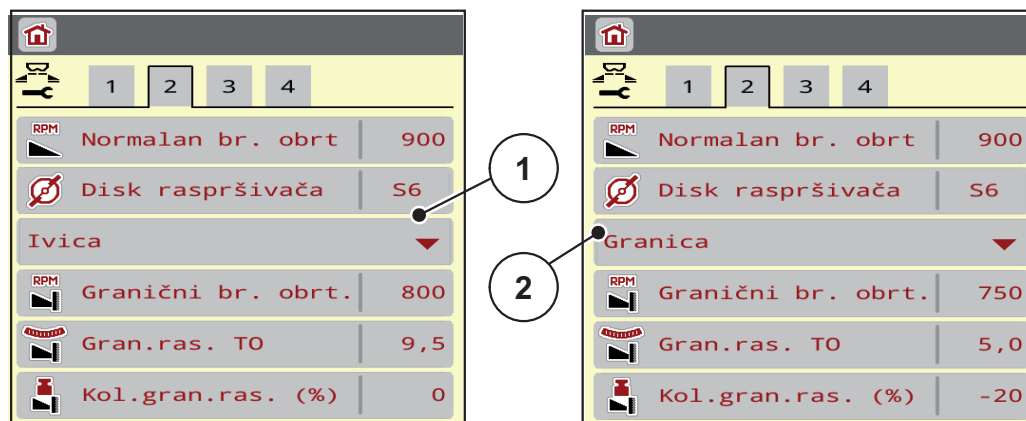 1 2 3 4
RPM Normalan br. obrt 900
Disk raspršivača S6
Ivica
RPM Granični br. obrt. 800
Gran.ras. TO 9,5
Kol.gran.ras. (%) 0
1
2
1 2 3 4
RPM Normalan br. obrt 900
Disk raspršivača S6
Granica
RPM Granični br. obrt. 750
Gran.ras. TO 5,0
Kol.gran.ras. (%) -20